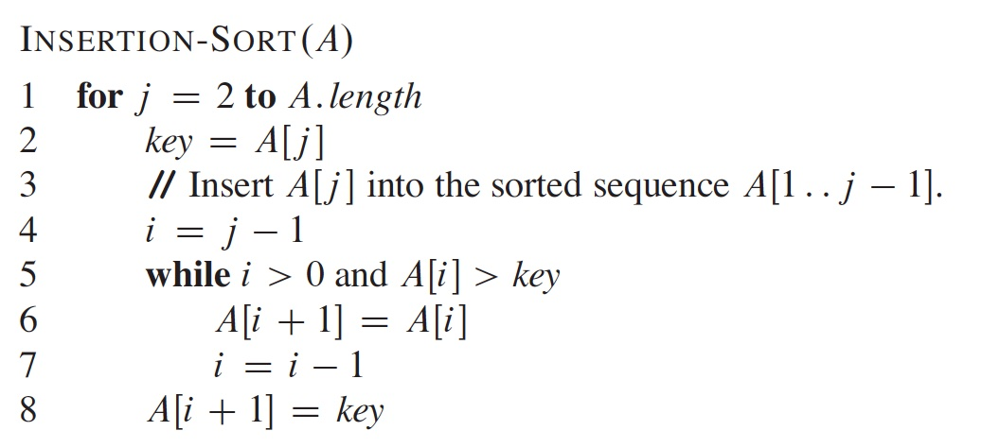 INSERTION-SORT(A)
1 for j = 2 to A.length
2 key = A[j]
3 // Insert A[j] into the sorted sequence A[1 .. j − 1].
4 i = j − 1
5 while i > 0 and A[i] > key
6 A[i + 1] = A[i]
7 i = i − 1
8 A[i + 1] = key